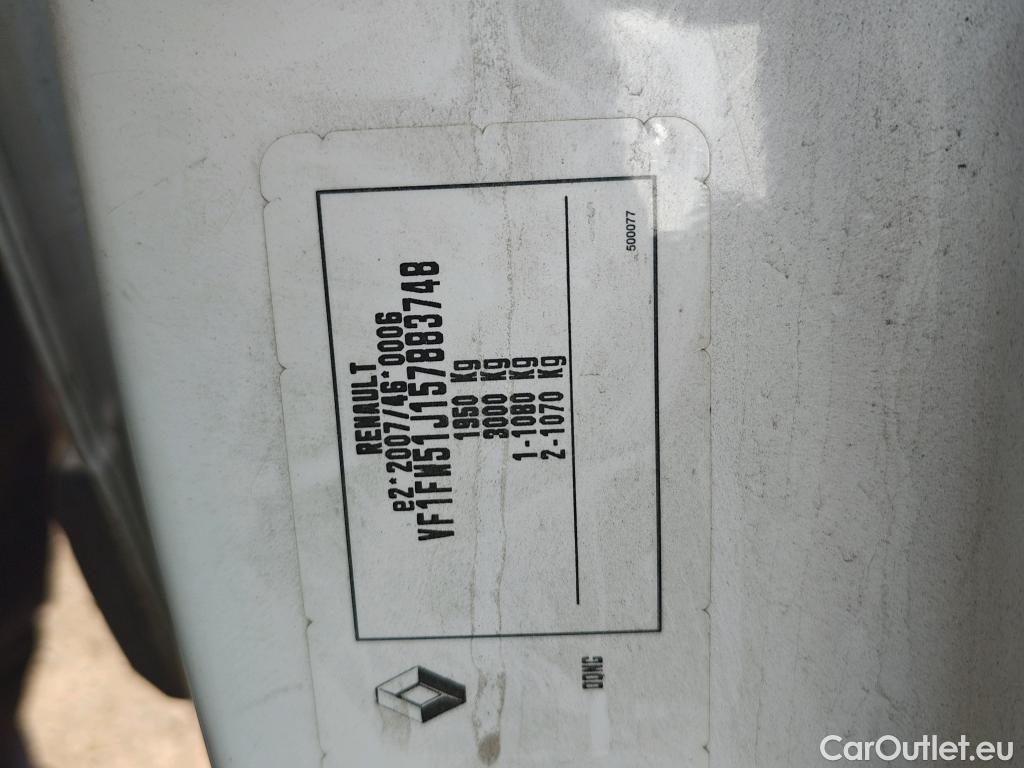 RENAULT
e2*2007/46*0006
VF1FW51J157883748
1950 Kg
3000 Kg
1-1080 Kg
2-1070 Kg
500077
DONG
CarOutlet.eu